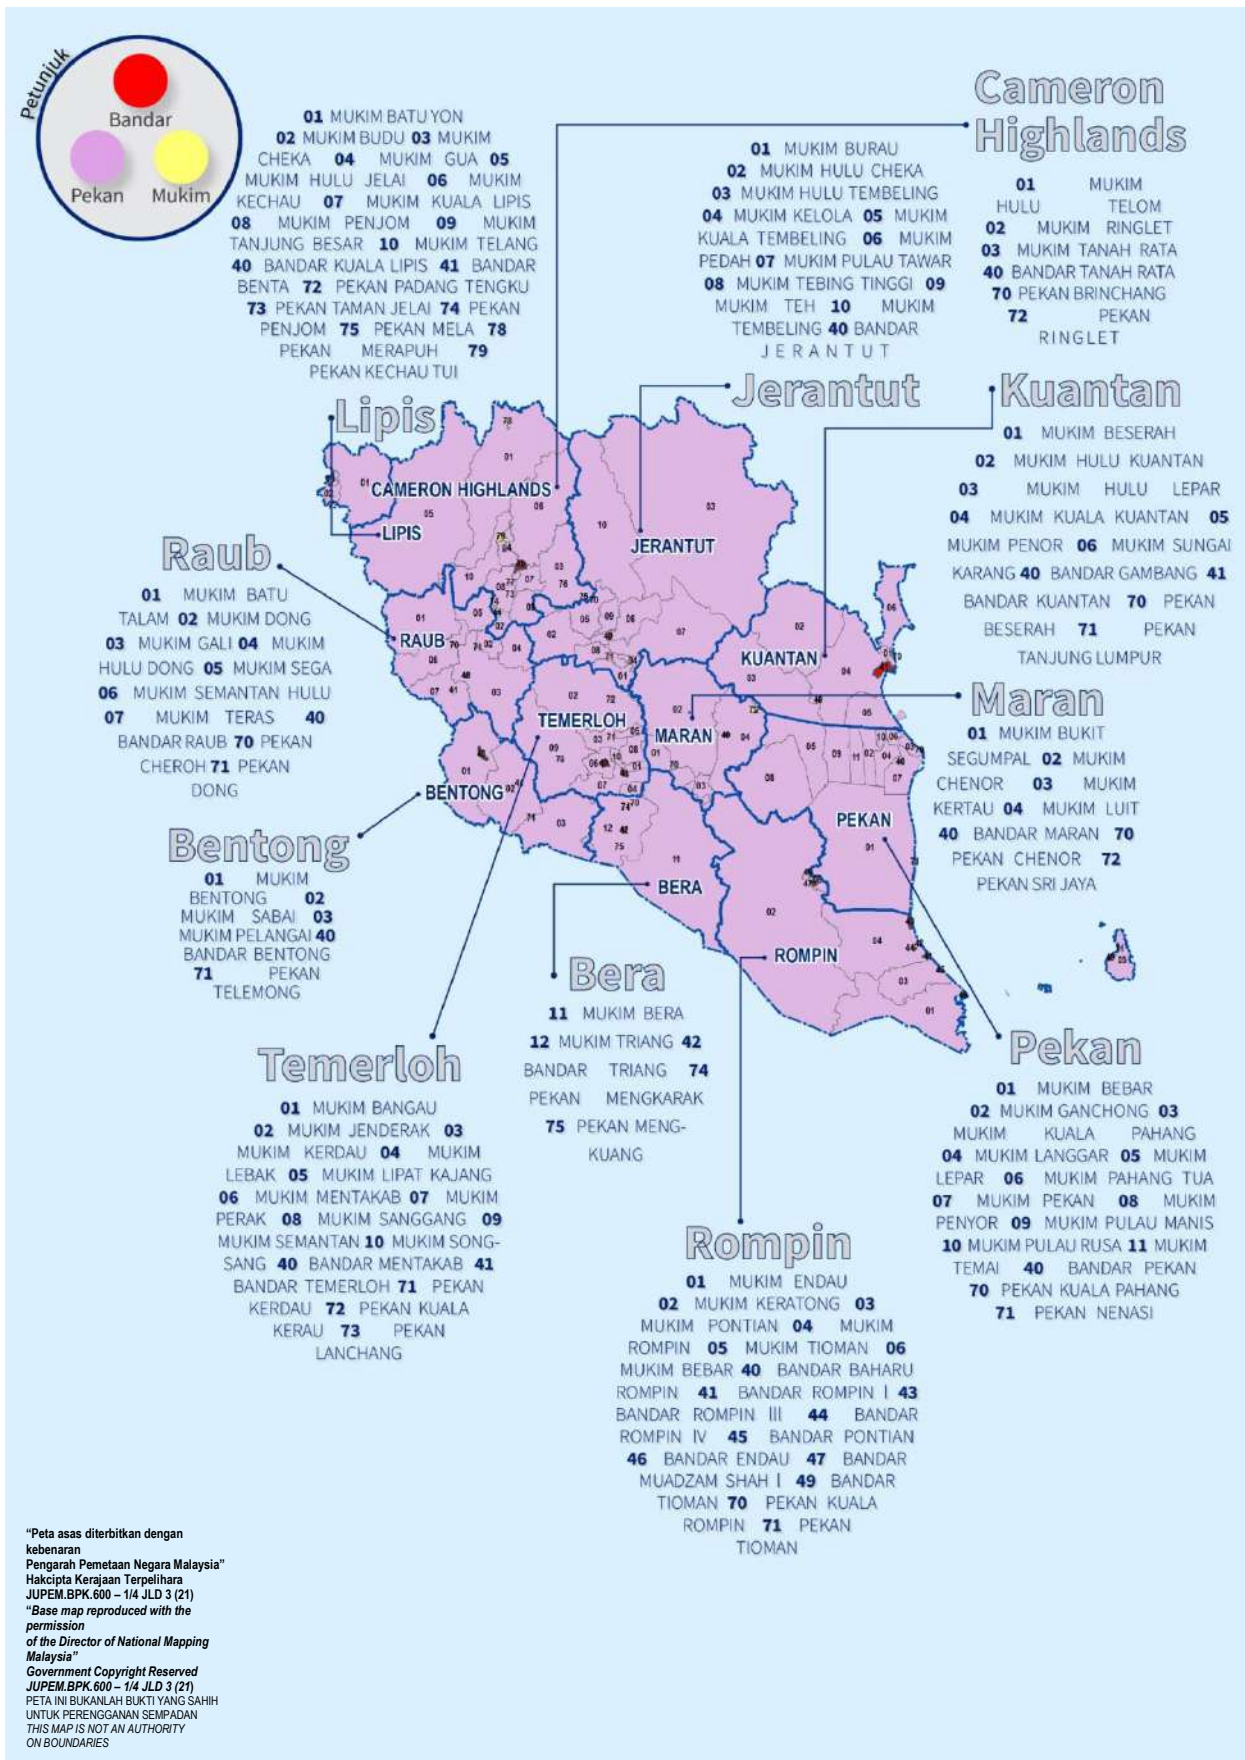 Petunjuk
Bandar
Pekan
Mukim
Lipis
01 MUKIM BATU YON
02 MUKIM BUDU 03 MUKIM
CHEKA 04 MUKIM GUA 05
MUKIM HULU JELAI 06 MUKIM
KECHAU 07 MUKIM KUALA LIPIS
08 MUKIM PENJOM 09 MUKIM
TANJUNG BESAR 10 MUKIM TELANG
40 BANDAR KUALA LIPIS 41 BANDAR
BENTA 72 PEKAN PADANG TENGKU
73 PEKAN TAMAN JELAI 74 PEKAN
PENJOM 75 PEKAN MELA 78
PEKAN MERAPUH 79
PEKAN KECHAU TUI
01 MUKIM BURAU
02 MUKIM HULU CHEKA
03 MUKIM HULU TEMBELING
04 MUKIM KELOLA 05 MUKIM
KUALA TEMBELING 06 MUKIM
PEDAH 07 MUKIM PULAU TAWAR
08 MUKIM TEBING TINGGI 09
MUKIM TEH 10 MUKIM
TEMBELING 40 BANDAR
JERANTUT
Jerantut
Cameron
Highlands
01 MUKIM
HULU TELOM
02 MUKIM RINGLET
03 MUKIM TANAH RATA
40 BANDAR TANAH RATA
70 PEKAN BRINCHANG
72 PEKAN
RINGLET
Kuantan
01 MUKIM BESERAH
02 MUKIM HULU KUANTAN
03 MUKIM HULU LEPAR
04 MUKIM KUALA KUANTAN 05
MUKIM PENOR 06 MUKIM SUNGAI
KARANG 40 BANDAR GAMBANG 41
BANDAR KUANTAN 70 PEKAN
BESERAH 71 PEKAN
TANJUNG LUMPUR
Raub
01 MUKIM BATU
TALAM 02 MUKIM DONG
03 MUKIM GALI 04 MUKIM
HULU DONG 05 MUKIM SEGA
06 MUKIM SEMANTAN HULU
07 MUKIM TERAS 40
BANDAR RAUB 70 PEKAN
CHEROH 71 PEKAN
DONG
CAMERON HIGHLANDS
LIPIS
JERANTUT
RAUB
KUANTAN
TEMERLOH
MARAN
BENTONG
PEKAN
BERA
ROMPIN
Maran
01 MUKIM BUKIT
SEGUMPAL 02 MUKIM
CHENOR 03 MUKIM
KERTAU 04 MUKIM LUIT
40 BANDAR MARAN 70
PEKAN CHENOR 72
PEKAN SRI JAYA
Bentong
01 MUKIM
BENTONG 02
MUKIM SABAI 03
MUKIM PELANGAI 40
BANDAR BENTONG
71 PEKAN
TELEMONG
Bera
11 MUKIM BERA
12 MUKIM TRIANG 42
BANDAR TRIANG 74
PEKAN MENGKARAK
75 PEKAN MENG-
KUANG
Temerloh
01 MUKIM BANGAU
02 MUKIM JENDERAK 03
MUKIM KERDAU 04 MUKIM
LEBAK 05 MUKIM LIPAT KAJANG
06 MUKIM MENTAKAB 07 MUKIM
PERAK 08 MUKIM SANGGANG 09
MUKIM SEMANTAN 10 MUKIM SONG-
SANG 40 BANDAR MENTAKAB 41
BANDAR TEMERLOH 71 PEKAN
KERDAU 72 PEKAN KUALA
KERAU 73 PEKAN
LANCHANG
Pekan
01 MUKIM BEBAR
02 MUKIM GANCHONG 03
MUKIM KUALA PAHANG
04 MUKIM LANGGAR 05 MUKIM
LEPAR 06 MUKIM PAHANG TUA
07 MUKIM PEKAN 08 MUKIM
PENYOR 09 MUKIM PULAU MANIS
10 MUKIM PULAU RUSA 11 MUKIM
TEMAI 40 BANDAR PEKAN
70 PEKAN KUALA PAHANG
71 PEKAN NENASI
Rompin
01 MUKIM ENDAU
02 MUKIM KERATONG 03
MUKIM PONTIAN 04 MUKIM
ROMPIN 05 MUKIM TIOMAN 06
MUKIM BEBAR 40 BANDAR BAHARU
ROMPIN 41 BANDAR ROMPIN I 43
BANDAR ROMPIN III 44 BANDAR
ROMPIN IV 45 BANDAR PONTIAN
46 BANDAR ENDAU 47 BANDAR
MUADZAM SHAH I 49 BANDAR
TIOMAN 70 PEKAN KUALA
ROMPIN 71 PEKAN
TIOMAN
“Peta asas diterbitkan dengan
kebenaran
Pengarah Pemetaan Negara Malaysia”
Hakcipta Kerajaan Terpelihara
JUPEM.BPK.600 – 1/4 JLD 3 (21)
“Base map reproduced with the
permission
of the Director of National Mapping
Malaysia”
Government Copyright Reserved
JUPEM.BPK.600 – 1/4 JLD 3 (21)
PETA INI BUKANLAH BUKTI YANG SAHIH
UNTUK PERENGGANAN SEMPADAN
THIS MAP IS NOT AN AUTHORITY
ON BOUNDARIES